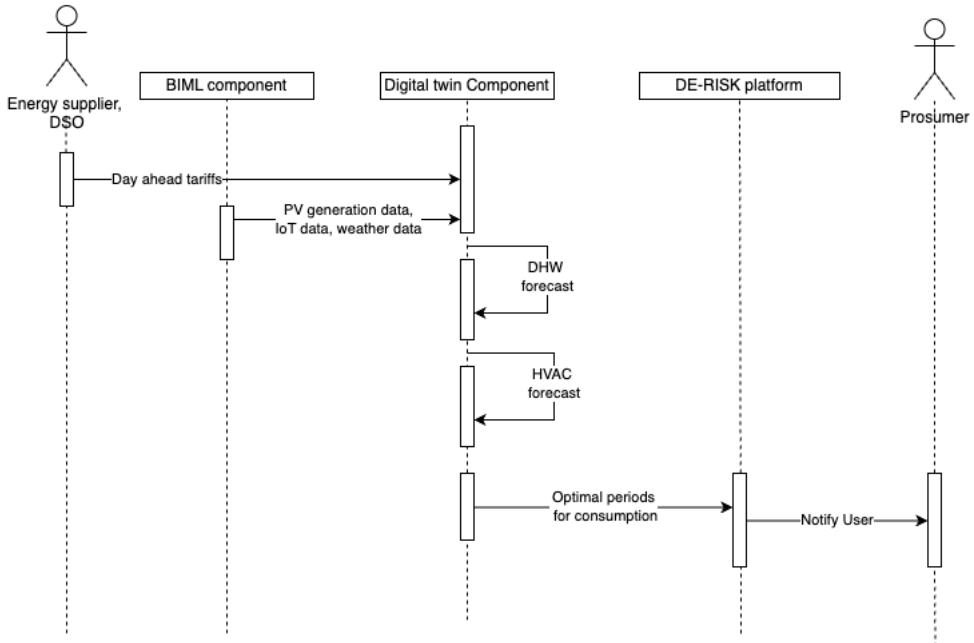 Energy supplier,
DSO
BIML component
Digital twin Component
DE-RISK platform
Prosumer
Day ahead tariffs
PV generation data,
IoT data, weather data
DHW
forecast
HVAC
forecast
Optimal periods
for consumption
Notify User